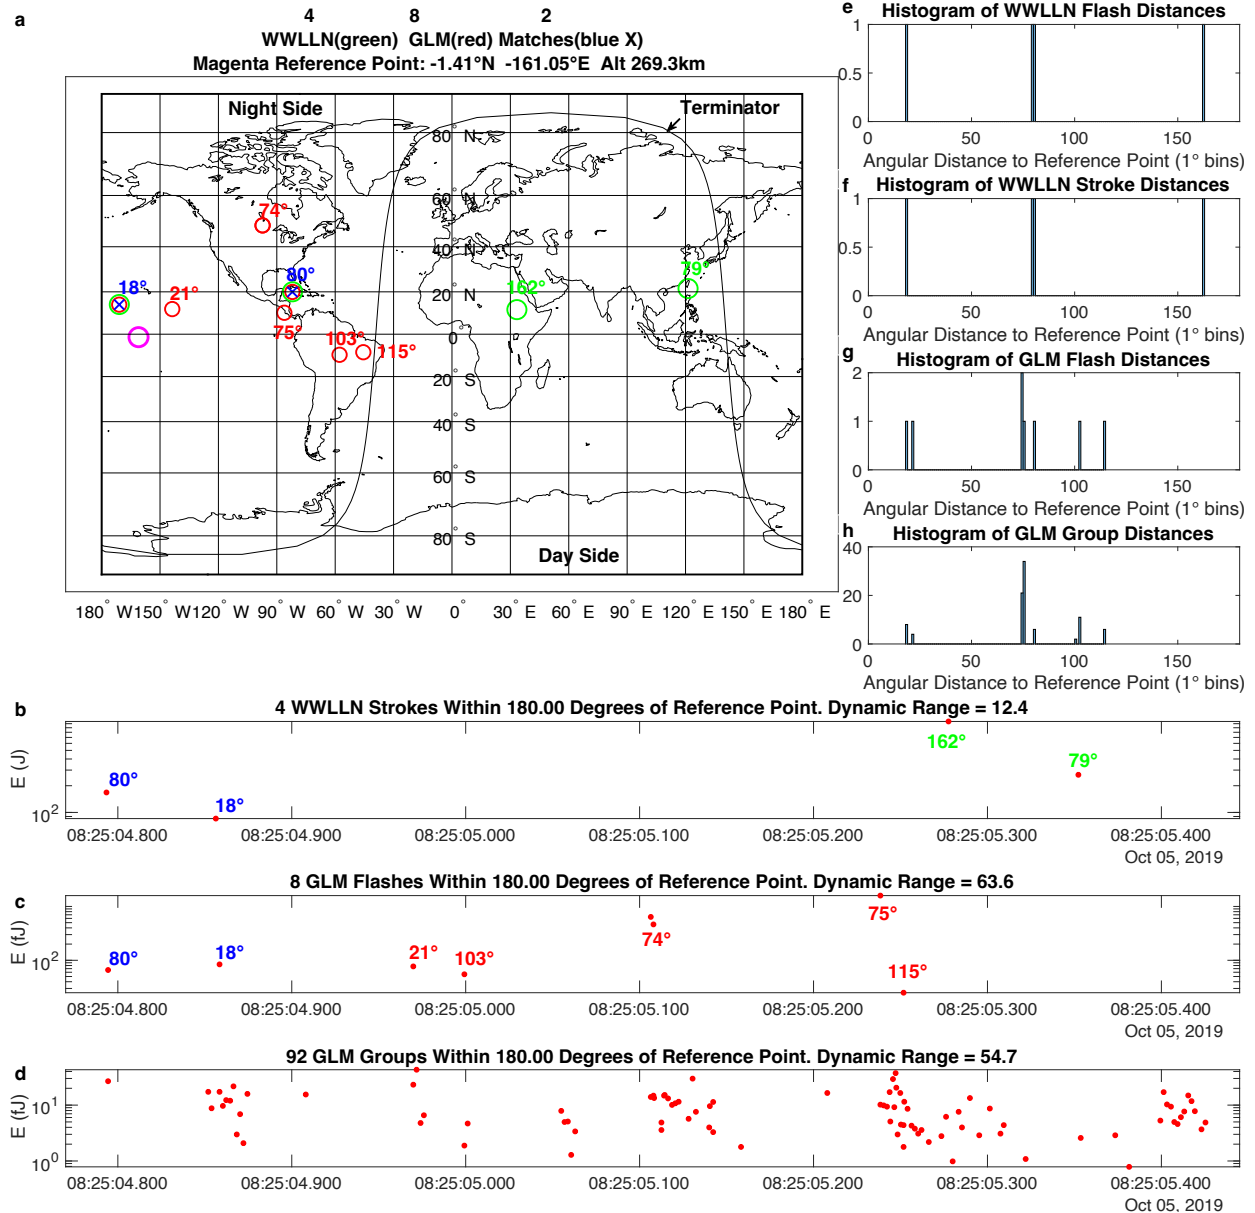 a
4 8 2
WWLLN(green) GLM(red) Matches(blue X)
Magenta Reference Point: -1.41°N -161.05°E Alt 269.3km
Night Side
Terminator
80° N
60° N
40° N
20° N
0°
20° S
40° S
60° S
80° S
74°
18°
21°
80°
75°
103°
115°
162°
79°
Day Side
180° W 150° W 120° W 90° W 60° W 30° W 0° 30° E 60° E 90° E 120° E 150° E 180° E
e
Histogram of WWLLN Flash Distances
1
0.5
0
0 50 100 150
Angular Distance to Reference Point (1° bins)
f
Histogram of WWLLN Stroke Distances
1
0.5
0
0 50 100 150
g
Histogram of GLM Flash Distances
2
1
0
0 50 100 150
Angular Distance to Reference Point (1° bins)
h
Histogram of GLM Group Distances
40
20
0
0 50 100 150
Angular Distance to Reference Point (1° bins)
b
4 WWLLN Strokes Within 180.00 Degrees of Reference Point. Dynamic Range = 12.4
E (J)
10²
80°
18°
162°
79°
08:25:04.800 08:25:04.900 08:25:05.000 08:25:05.100 08:25:05.200 08:25:05.300 08:25:05.400
Oct 05, 2019
c
8 GLM Flashes Within 180.00 Degrees of Reference Point. Dynamic Range = 63.6
E (fJ)
10²
80°
18°
21°
103°
74°
75°
115°
08:25:04.800 08:25:04.900 08:25:05.000 08:25:05.100 08:25:05.200 08:25:05.300 08:25:05.400
Oct 05, 2019
d
92 GLM Groups Within 180.00 Degrees of Reference Point. Dynamic Range = 54.7
E (fJ)
10¹
10⁰
08:25:04.800 08:25:04.900 08:25:05.000 08:25:05.100 08:25:05.200 08:25:05.300 08:25:05.400
Oct 05, 2019